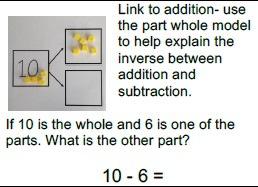 Link to addition- use
the part whole model
to help explain the
inverse between
addition and
subtraction.
10
If 10 is the whole and 6 is one of the
parts. What is the other part?
10 - 6 =